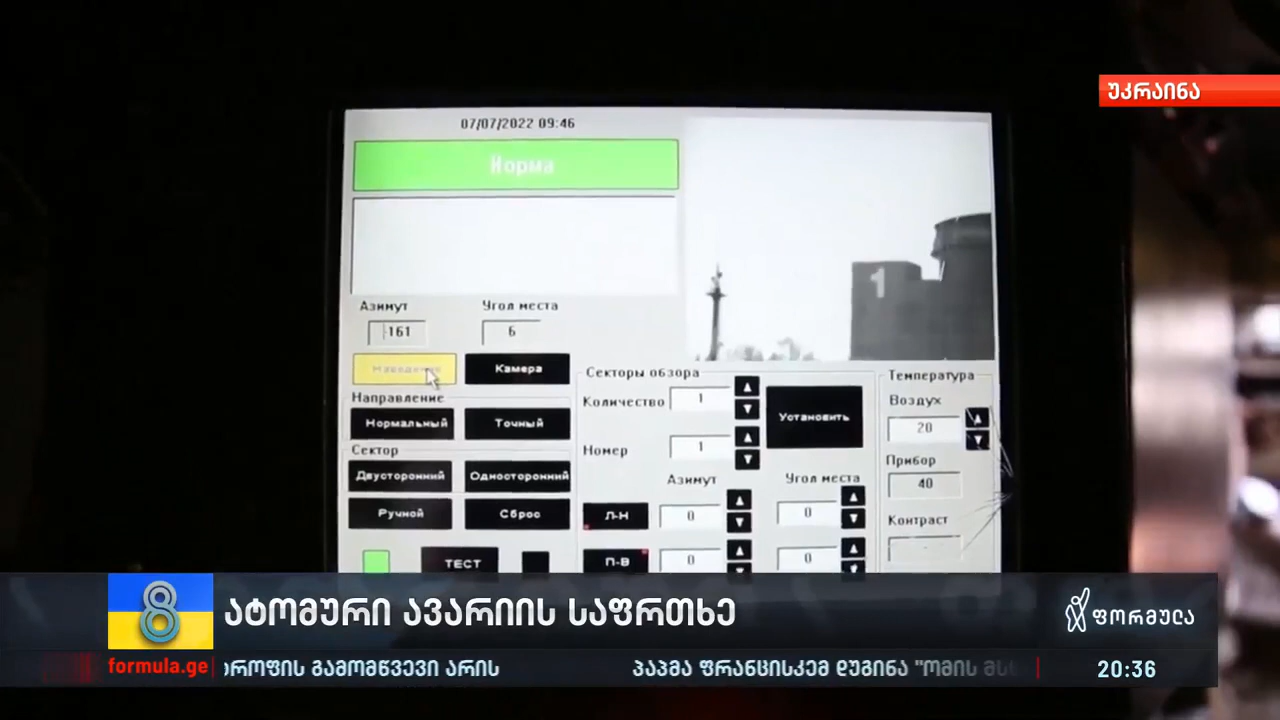 უკრაინა
07/07/2022 09:46
Норма
1
Азимут Угол места
-161 6
Камера
Направление
Нормальный Точный
Сектор
Двусторонний Односторонний
Ручной Сброс
ТЕСТ
Секторы обзора
Количество 1
Установить
Номер 1
Азимут Угол места
Л-Н 0 0
П-В 0 0
Температура
Воздух
20
Прибор
40
Контраст
8
ატომური ავარიის საფრთხე
ფორმულა
formula.ge
გამომწვევი არის პაპმა ფრანცისკემ დუგინა "ომის
20:36